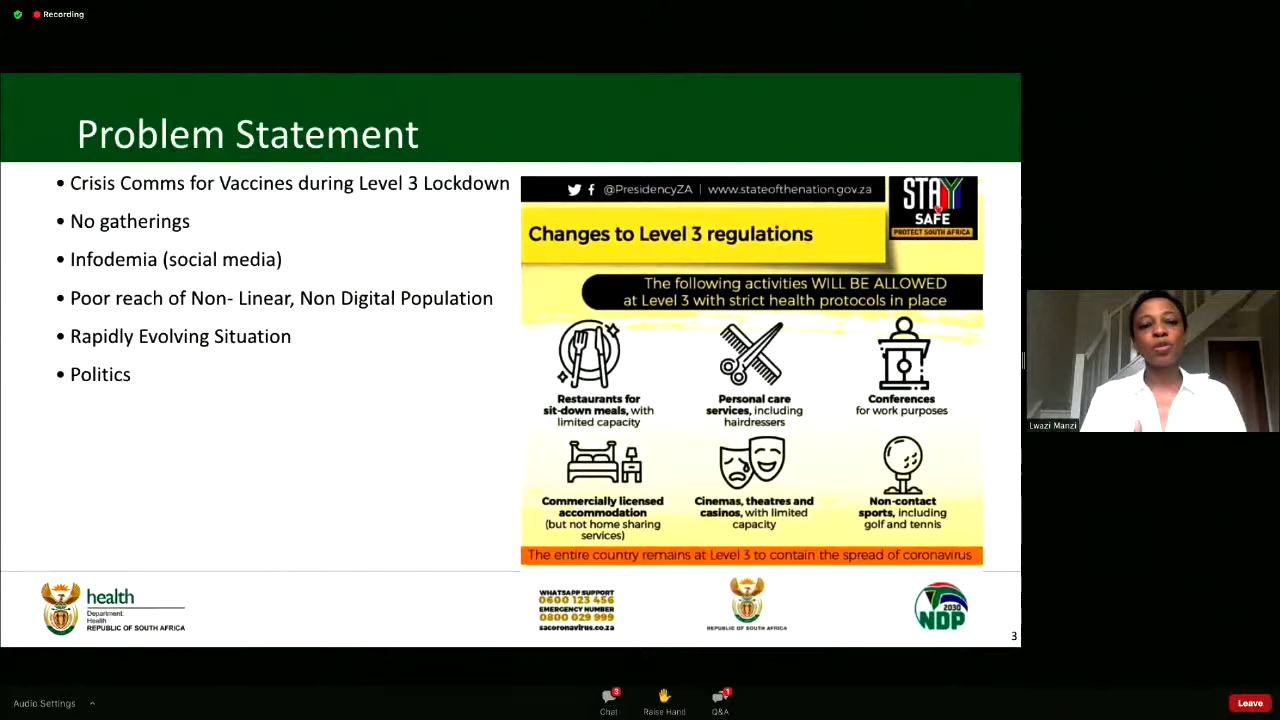 Recording
Problem Statement
• Crisis Comms for Vaccines during Level 3 Lockdown
• No gatherings
• Infodemia (social media)
• Poor reach of Non- Linear, Non Digital Population
• Rapidly Evolving Situation
• Politics
@PresidencyZA | www.stateofthenation.gov.za
STAY
SAFE
PROTECT SOUTH AFRICA
Changes to Level 3 regulations
The following activities WILL BE ALLOWED
at Level 3 with strict health protocols in place
Restaurants for
sit-down meals, with
limited capacity
Personal care
services, including
hairdressers
Conferences
for work purposes
Commercially licensed
accommodation
(but not home sharing
services)
Cinemas, theatres and
casinos, with limited
capacity
Non-contact
sports, including
golf and tennis
The entire country remains at Level 3 to contain the spread of coronavirus
health
Department:
Health
REPUBLIC OF SOUTH AFRICA
WHATSAPP SUPPORT
0600 123 456
EMERGENCY NUMBER
0800 029 999
sacoronavirus.co.za
REPUBLIC OF SOUTH AFRICA
2030
NDP
3
Lwazi Manzi
Audio Settings
3
Chat
Raise Hand
1
Q&A
Leave